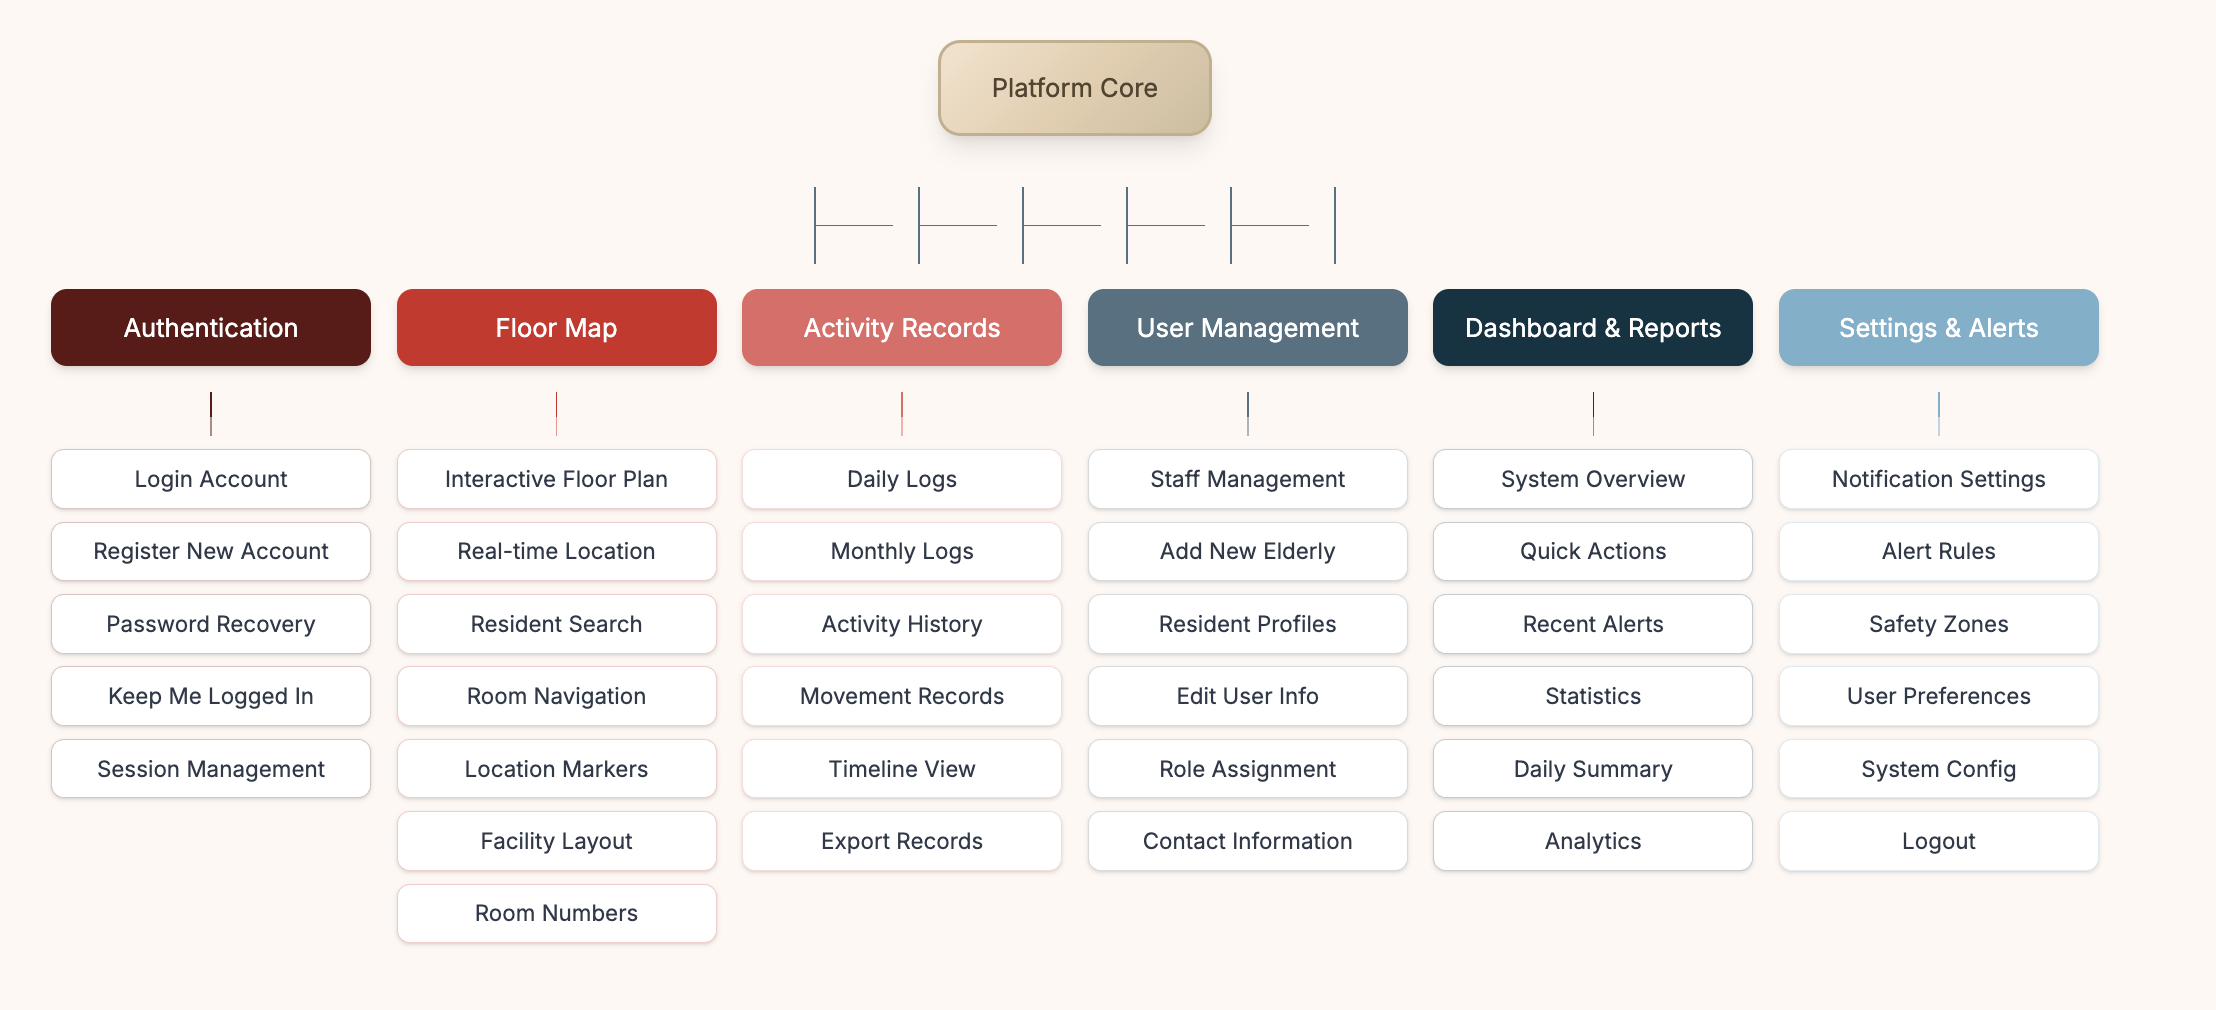 Platform Core
Authentication
Floor Map
Activity Records
User Management
Dashboard & Reports
Settings & Alerts
Login Account
Register New Account
Password Recovery
Keep Me Logged In
Session Management
Interactive Floor Plan
Real-time Location
Resident Search
Room Navigation
Location Markers
Facility Layout
Room Numbers
Daily Logs
Monthly Logs
Activity History
Movement Records
Timeline View
Export Records
Staff Management
Add New Elderly
Resident Profiles
Edit User Info
Role Assignment
Contact Information
System Overview
Quick Actions
Recent Alerts
Statistics
Daily Summary
Analytics
Notification Settings
Alert Rules
Safety Zones
User Preferences
System Config
Logout